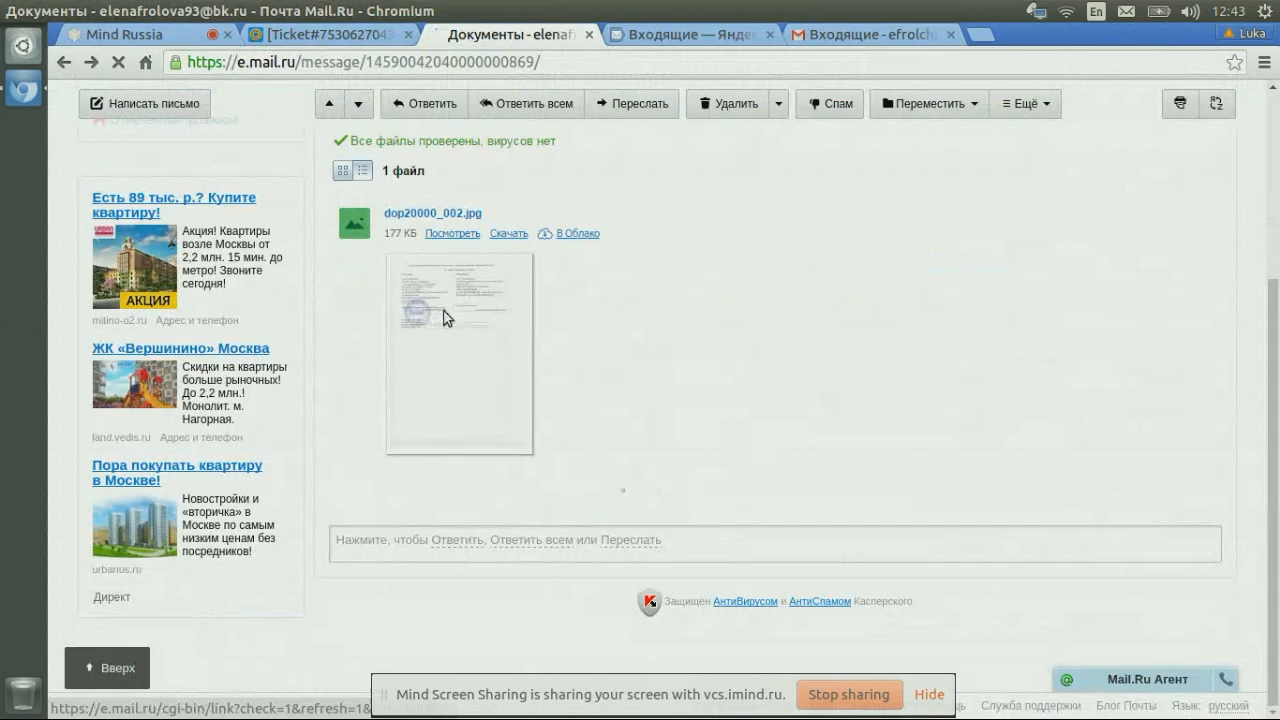 Документы - elenafrolova93@bk.ru - Почта Mail.Ru - Chromium
En
12:43
Mind Russia
[Ticket#7530627043
Документы - elenaf
Входящие — Янде
Входящие - efrolch
Luka
https://e.mail.ru/message/14590042040000000869/
Написать письмо
Ответить
Ответить всем
Переслать
Удалить
Спам
Переместить
Ещё
Все файлы проверены, вирусов нет
1 файл
dop20000_002.jpg
177 КБ Посмотреть Скачать В Облако
Есть 89 тыс. р.? Купите
квартиру!
Акция! Квартиры
возле Москвы от
2,2 млн. 15 мин. до
метро! Звоните
сегодня!
АКЦИЯ
mitino-o2.ru Адрес и телефон
ЖК «Вершинино» Москва
Скидки на квартиры
больше рыночных!
До 2,2 млн.!
Монолит. м.
Нагорная.
land.vedis.ru Адрес и телефон
Пора покупать квартиру
в Москве!
Новостройки и
«вторичка» в
Москве по самым
низким ценам без
посредников!
urbanus.ru
Директ
Нажмите, чтобы Ответить, Ответить всем или Переслать
Защищен АнтиВирусом и АнтиСпамом Касперского
Вверх
Mind Screen Sharing is sharing your screen with vcs.imind.ru.
Stop sharing
Hide
@ Mail.Ru Агент
https://e.mail.ru/cgi-bin/link?check=1&refresh=1&
Служба поддержки
Блог Почты
Язык: русский